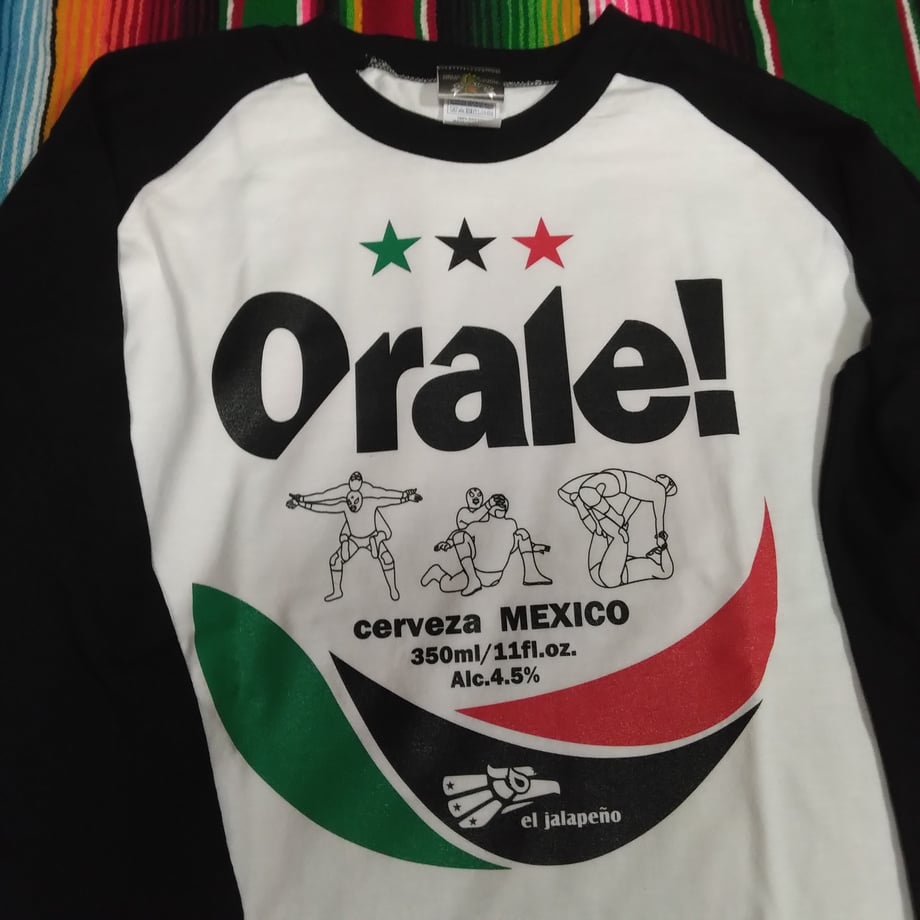 Orale!
cerveza MEXICO
350ml/11fl.oz.
Alc.4.5%
el jalapeño